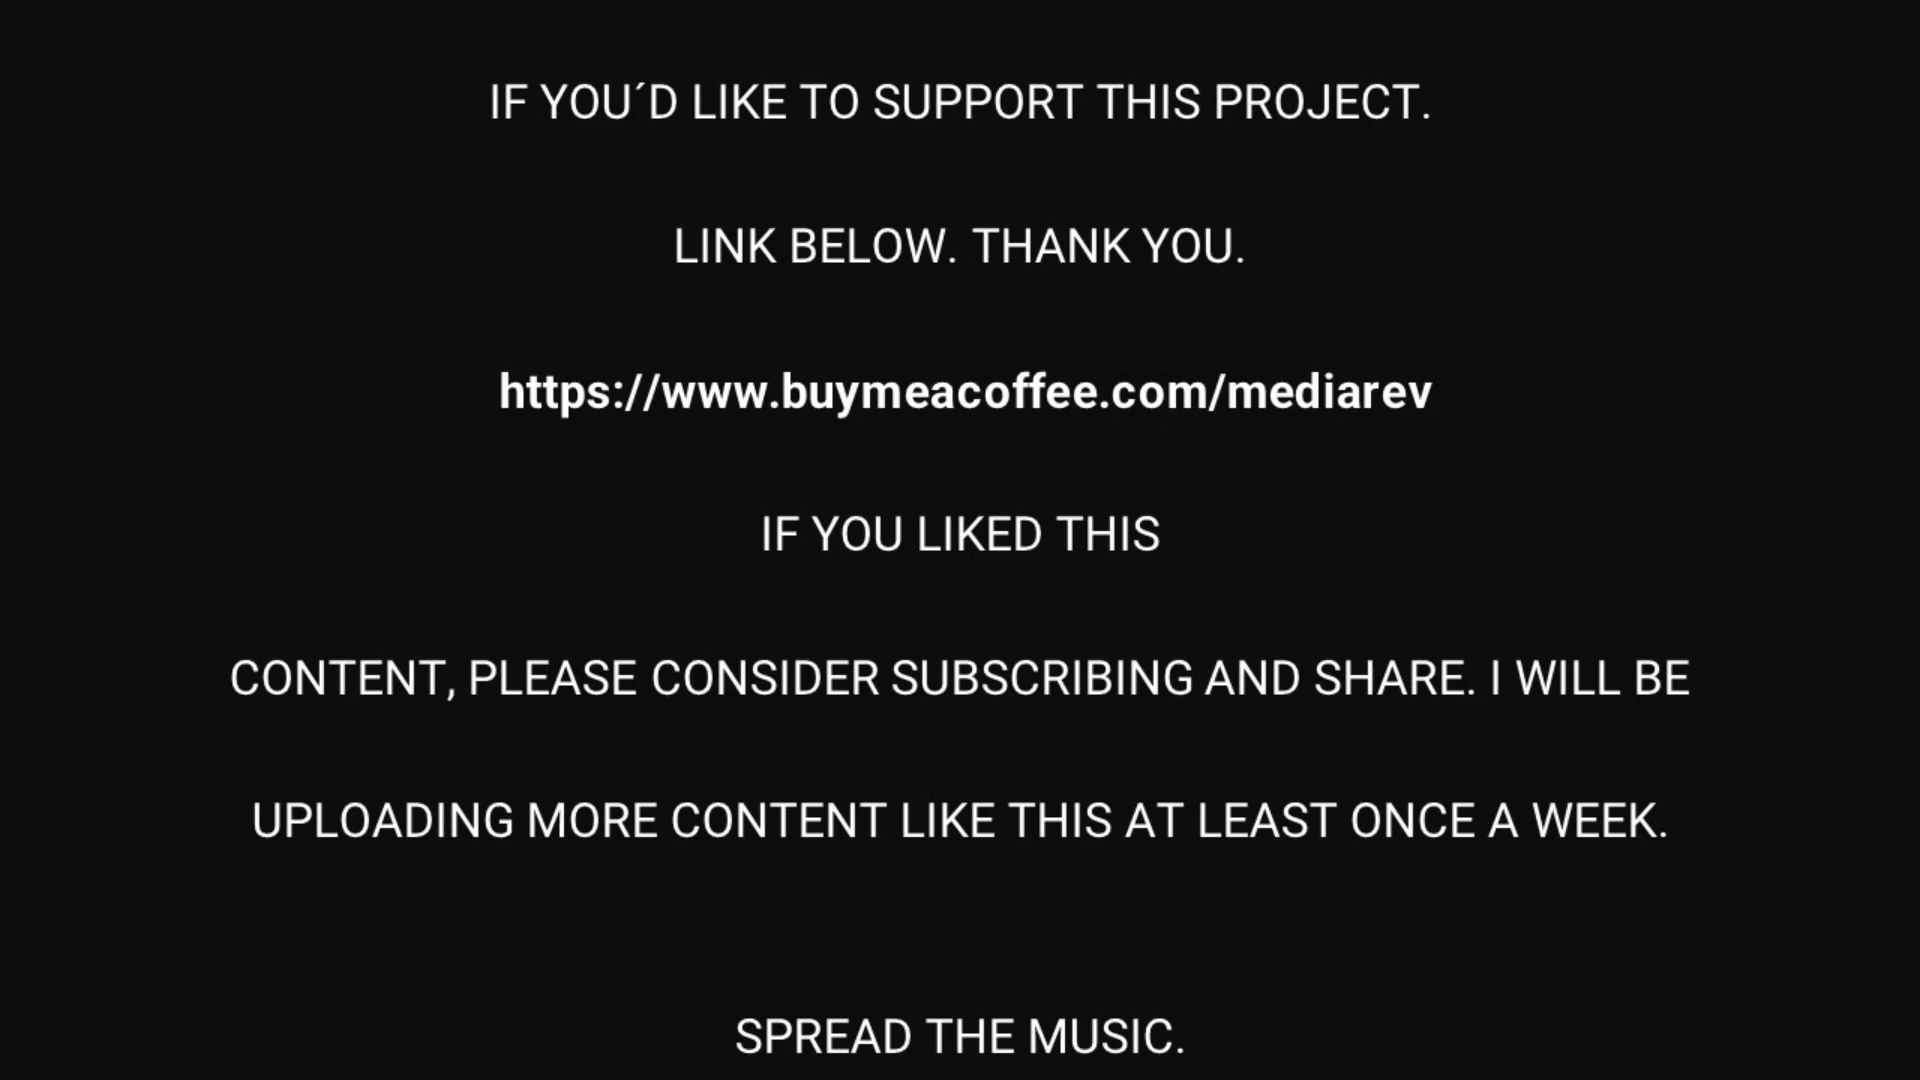 IF YOU´D LIKE TO SUPPORT THIS PROJECT.
LINK BELOW. THANK YOU.
https://www.buymeacoffee.com/mediarev
IF YOU LIKED THIS
CONTENT, PLEASE CONSIDER SUBSCRIBING AND SHARE. I WILL BE
UPLOADING MORE CONTENT LIKE THIS AT LEAST ONCE A WEEK.
SPREAD THE MUSIC.